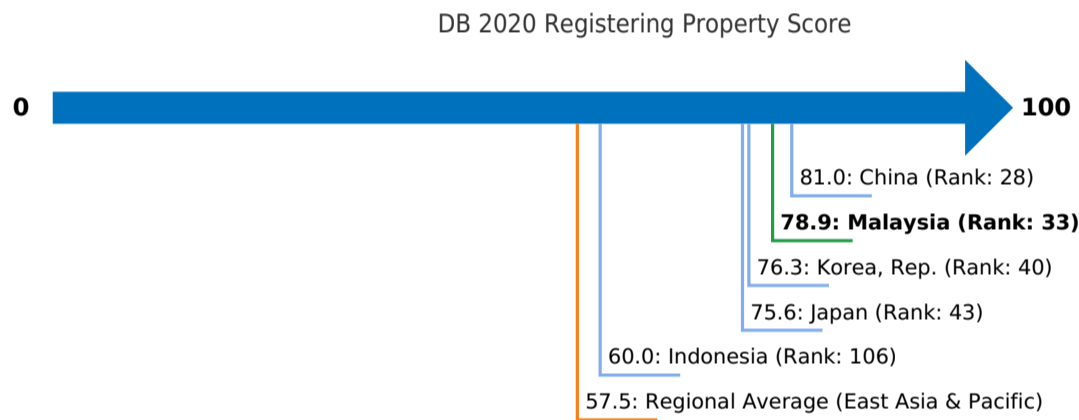 DB 2020 Registering Property Score
0
100
81.0: China (Rank: 28)
78.9: Malaysia (Rank: 33)
76.3: Korea, Rep. (Rank: 40)
75.6: Japan (Rank: 43)
60.0: Indonesia (Rank: 106)
57.5: Regional Average (East Asia & Pacific)